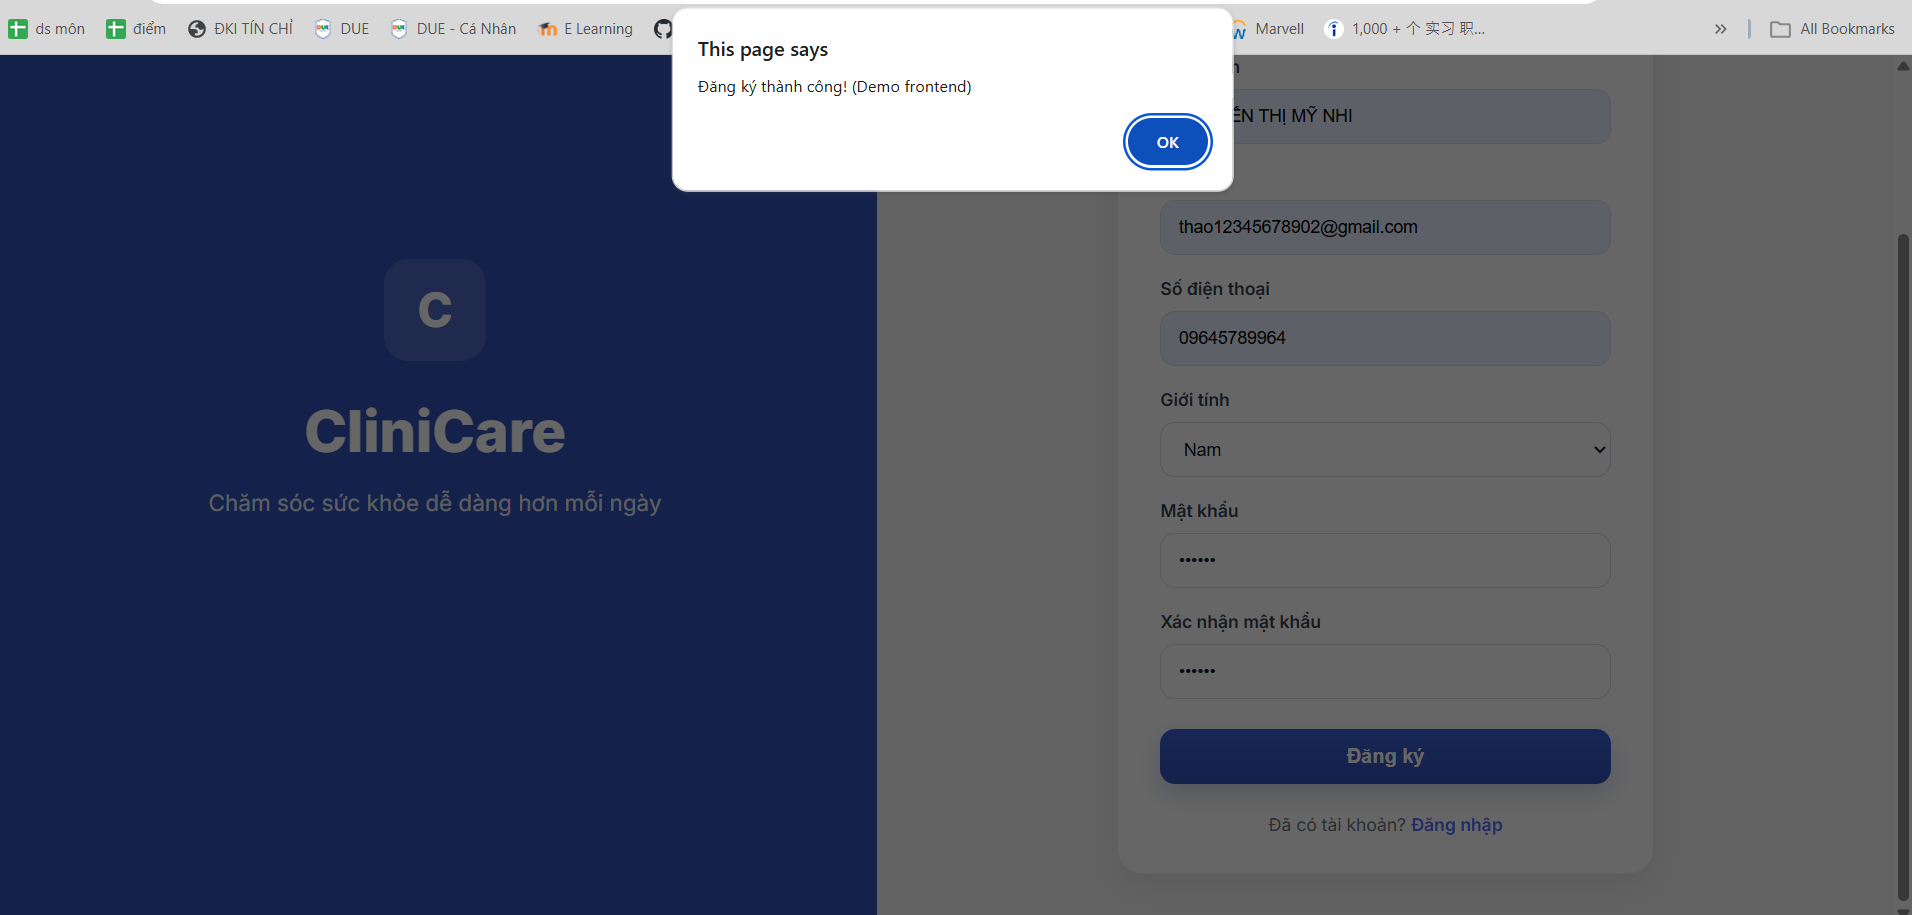 ds môn
điểm
ĐKI TÍN CHỈ
DUE
DUE - Cá Nhân
E Learning
Marvell
1,000 + 个 实习 职...
All Bookmarks
This page says
Đăng ký thành công! (Demo frontend)
OK
THỊ MỸ NHI
thao12345678902@gmail.com
Số điện thoại
09645789964
Giới tính
Nam
Mật khẩu
••••••
Xác nhận mật khẩu
••••••
Đăng ký
Đã có tài khoản? Đăng nhập
C
CliniCare
Chăm sóc sức khỏe dễ dàng hơn mỗi ngày